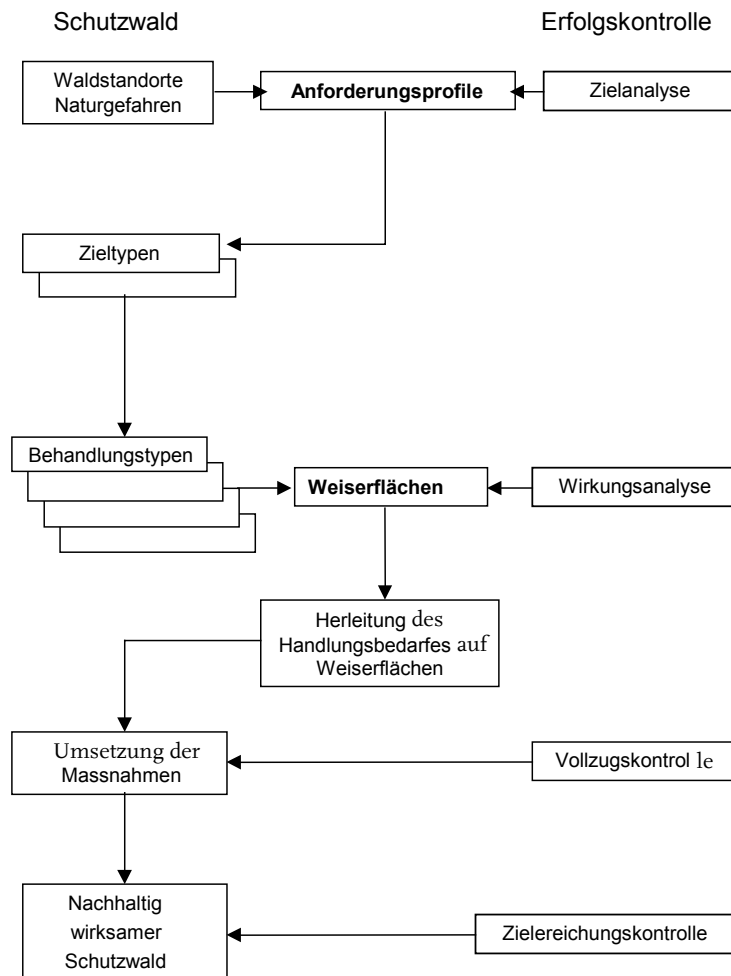 Schutzwald
Erfolgskontrolle
Waldstandorte
Naturgefahren
Anforderungsprofile
Zielanalyse
Zieltypen
Behandlungstypen
Weiserflächen
Wirkungsanalyse
Herleitung des
Handlungsbedarfes auf
Weiserflächen
Umsetzung der
Massnahmen
Vollzugskontrol le
Nachhaltig
wirksamer
Schutzwald
Zielereichungskontrolle